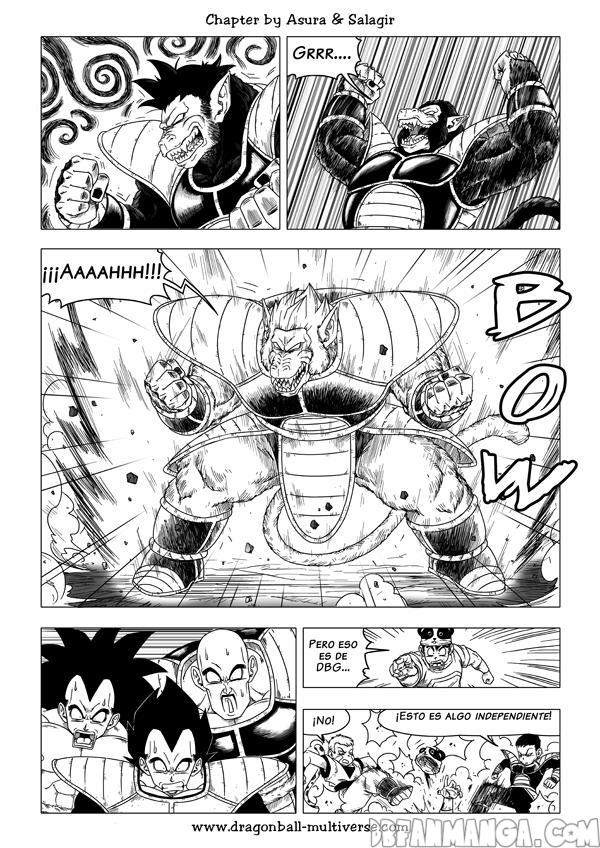 Chapter by Asura & Salagir
GRRR....
¡¡¡AAAAHHH!!!
BOW
PERO ESO
ES DE
DBG...
¡NO!
¡ESTO ES ALGO INDEPENDIENTE!
www.dragonball-multiverse.com
DBFANMANGA.COM